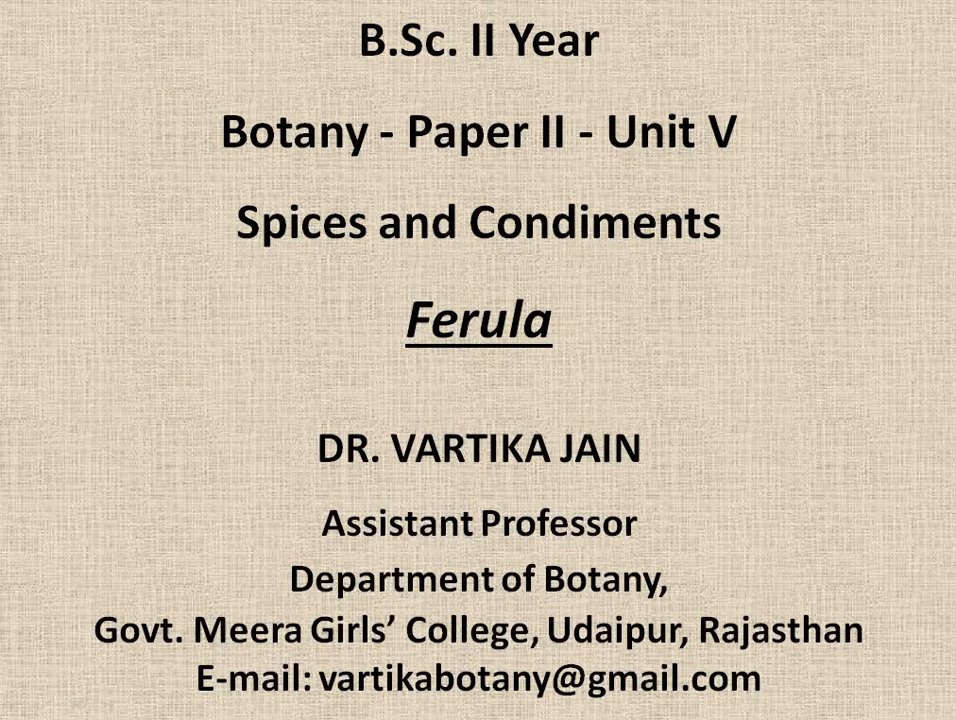 B.Sc. II Year
Botany - Paper II - Unit V
Spices and Condiments
Ferula
DR. VARTIKA JAIN
Assistant Professor
Department of Botany,
Govt. Meera Girls’ College, Udaipur, Rajasthan
E-mail: vartikabotany@gmail.com